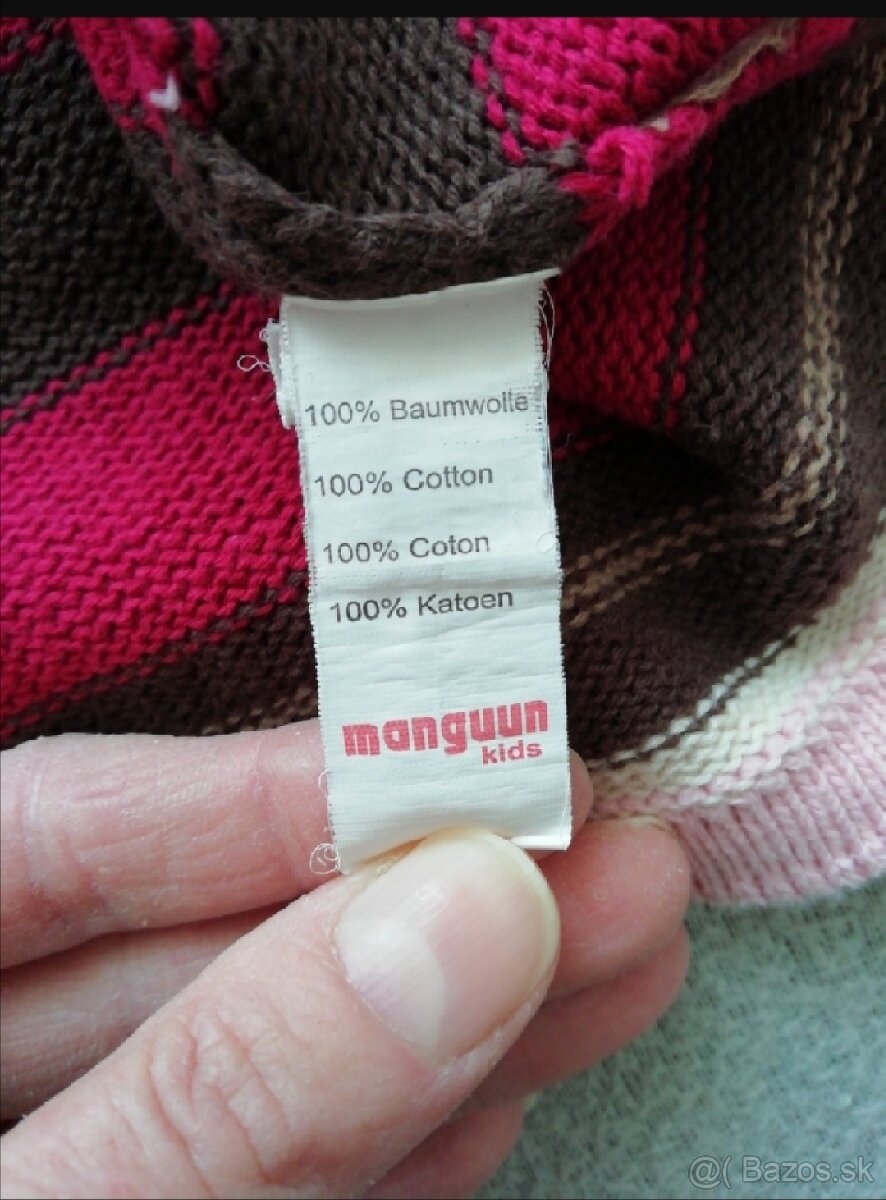 100% Baumwolle
100% Cotton
100% Coton
100% Katoen
manguun
kids
@( Bazos.sk